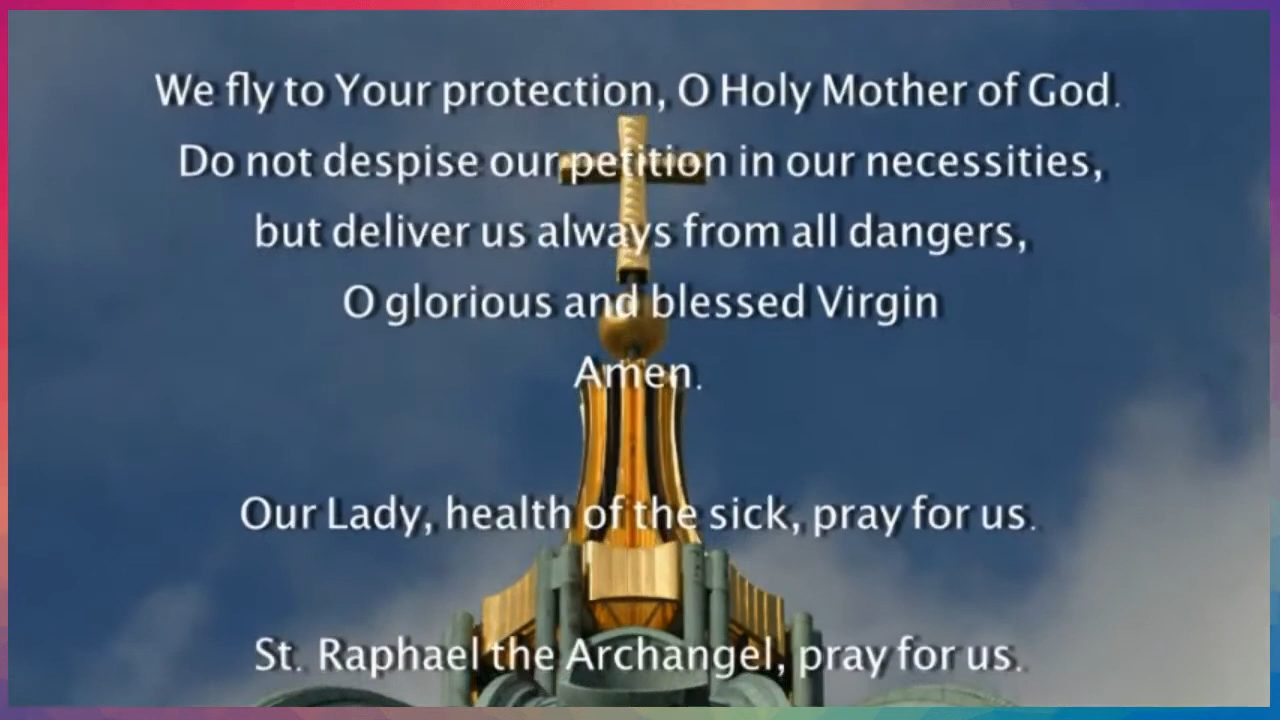 We fly to Your protection, O Holy Mother of God.
Do not despise our petition in our necessities,
but deliver us always from all dangers,
O glorious and blessed Virgin
Amen.
Our Lady, health of the sick, pray for us.
St. Raphael the Archangel, pray for us.